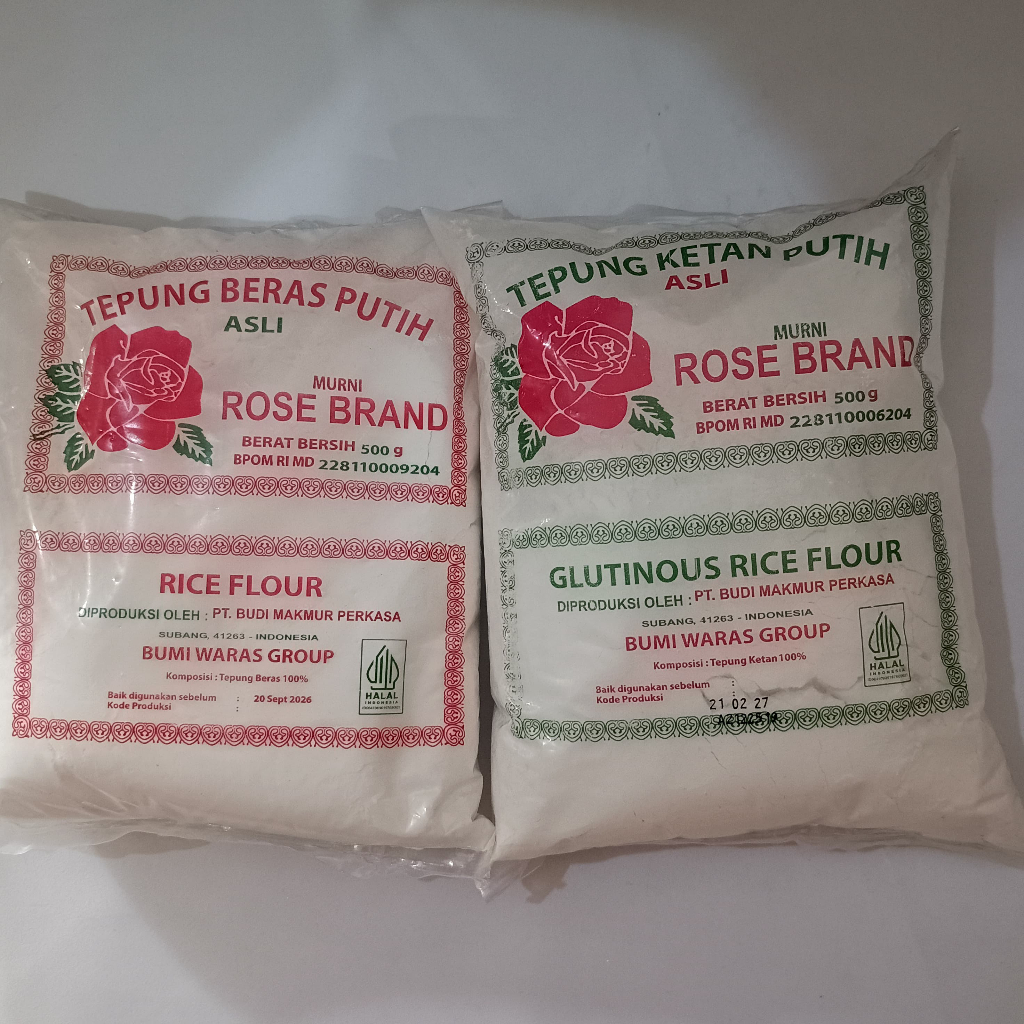 TEPUNG BERAS PUTIH
ASLI
MURNI
ROSE BRAND
BERAT BERSIH 500 g
BPOM RI MD 228110009204
RICE FLOUR
DIPRODUKSI OLEH : PT. BUDI MAKMUR PERKASA
SUBANG, 41263 - INDONESIA
BUMI WARAS GROUP
Komposisi : Tepung Beras 100%
Baik digunakan sebelum : 20 Sept 2026
Kode Produksi :
HALAL
INDONESIA
TEPUNG KETAN PUTIH
ASLI
MURNI
ROSE BRAND
BERAT BERSIH 500 g
BPOM RI MD 228110006204
GLUTINOUS RICE FLOUR
DIPRODUKSI OLEH : PT. BUDI MAKMUR PERKASA
SUBANG, 41263 - INDONESIA
BUMI WARAS GROUP
Komposisi : Tepung Ketan 100%
Baik digunakan sebelum :
Kode Produksi :
21 02 27
HALAL
INDONESIA